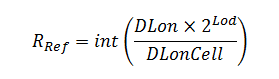 R_Ref = int(DLon × 2^Lod / DLonCell)